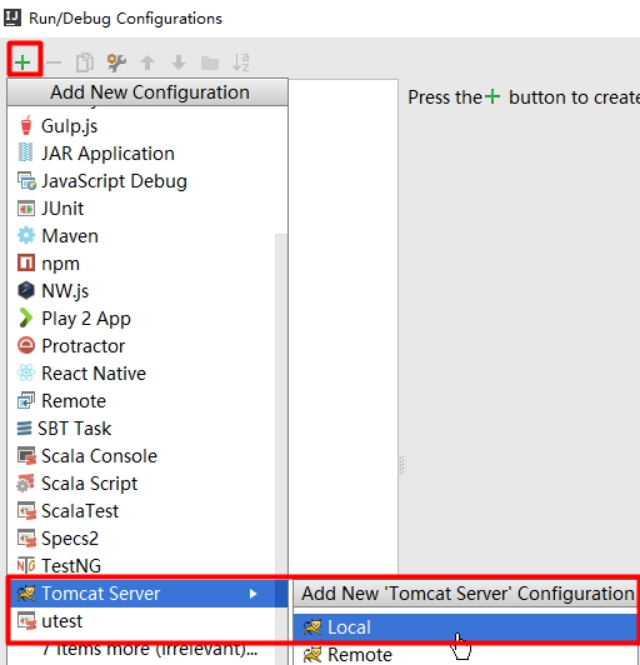 IJ Run/Debug Configurations
Add New Configuration
Gulp.js
JAR Application
JavaScript Debug
JUnit
Maven
npm
NW.js
Play 2 App
Protractor
React Native
Remote
SBT Task
Scala Console
Scala Script
ScalaTest
Specs2
TestNG
Tomcat Server
utest
7 items more (irrelevant)...
Press the + button to create
Add New 'Tomcat Server' Configuration
Local
Remote